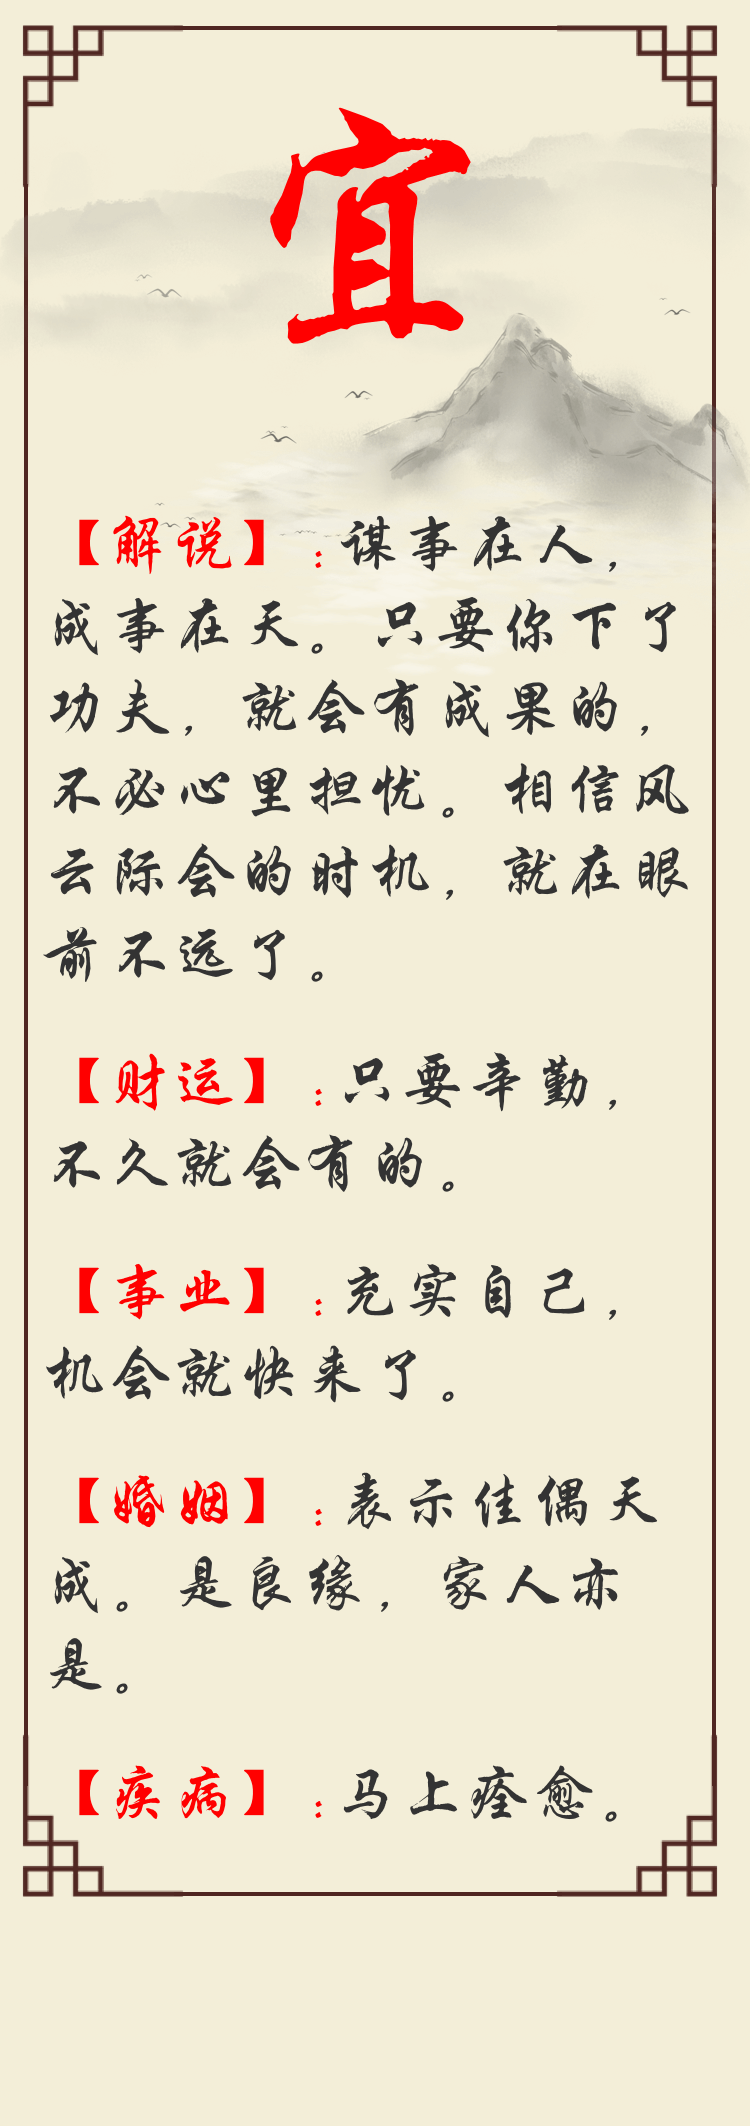 宜
【解说】:谋事在人,
成事在天。只要你下了
功夫,就会有成果的,
不必心里担忧。相信风
云际会的时机,就在眼
前不远了。
【财运】:只要辛勤,
不久就会有的。
【事业】:充实自己,
机会就快来了。
【婚姻】:表示佳偶天
成。是良缘,家人亦
是。
【疾病】:马上痊愈。